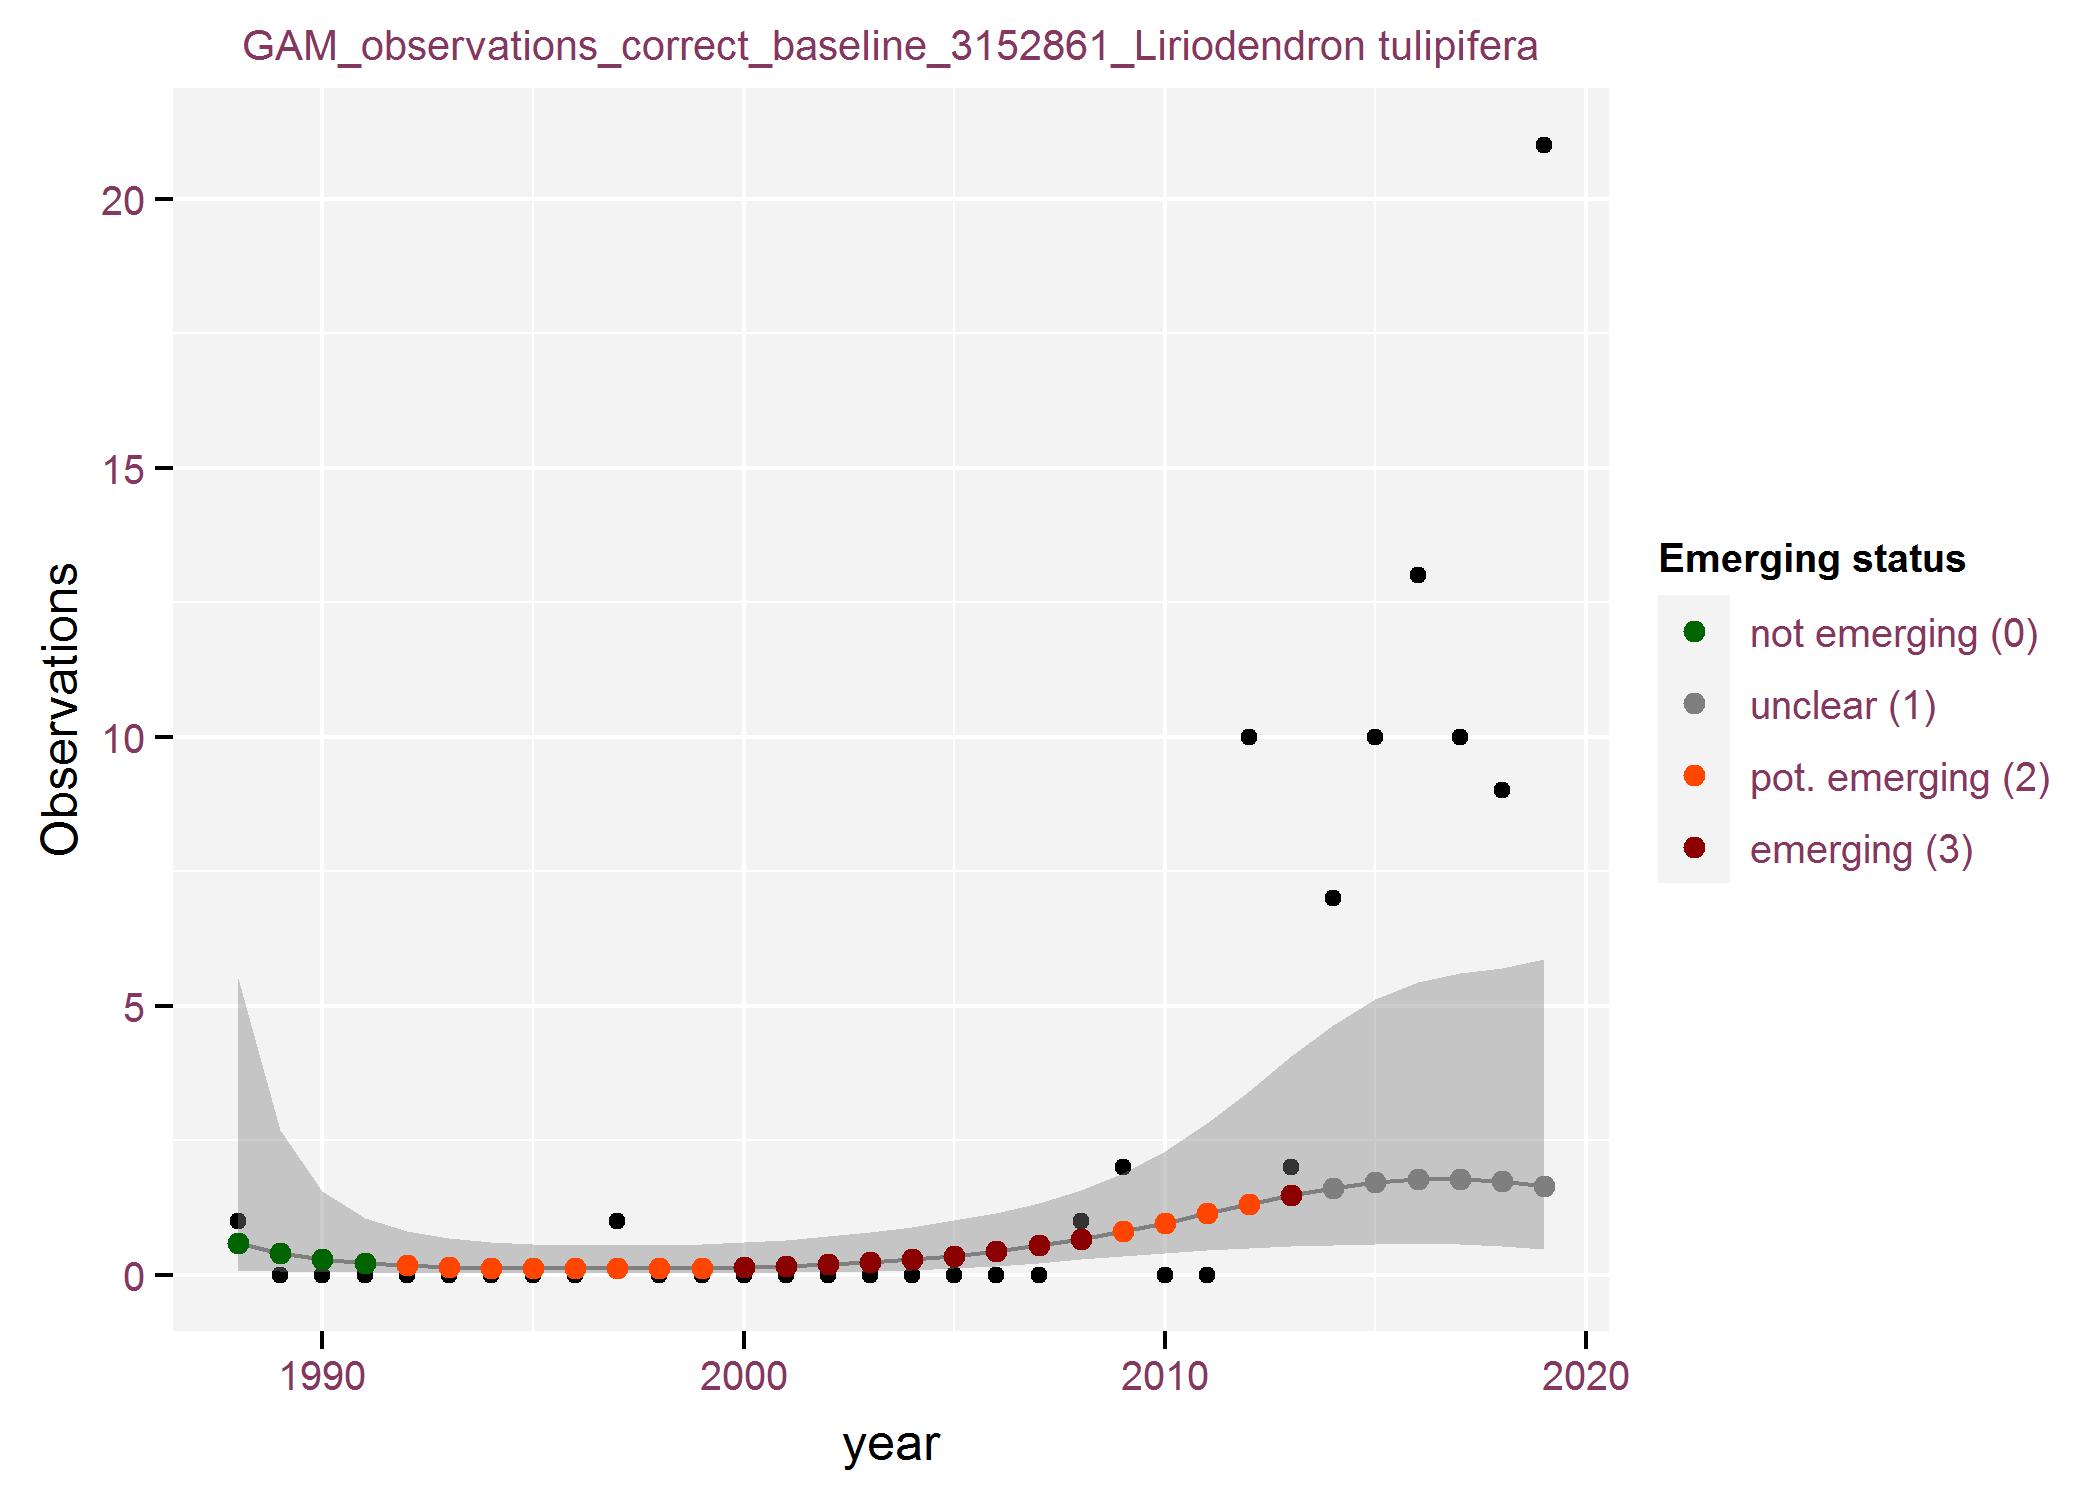 GAM_observations_correct_baseline_3152861_Liriodendron tulipifera
20
15
10
5
0
Observations
1990
2000
2010
2020
year
Emerging status
not emerging (0)
unclear (1)
pot. emerging (2)
emerging (3)